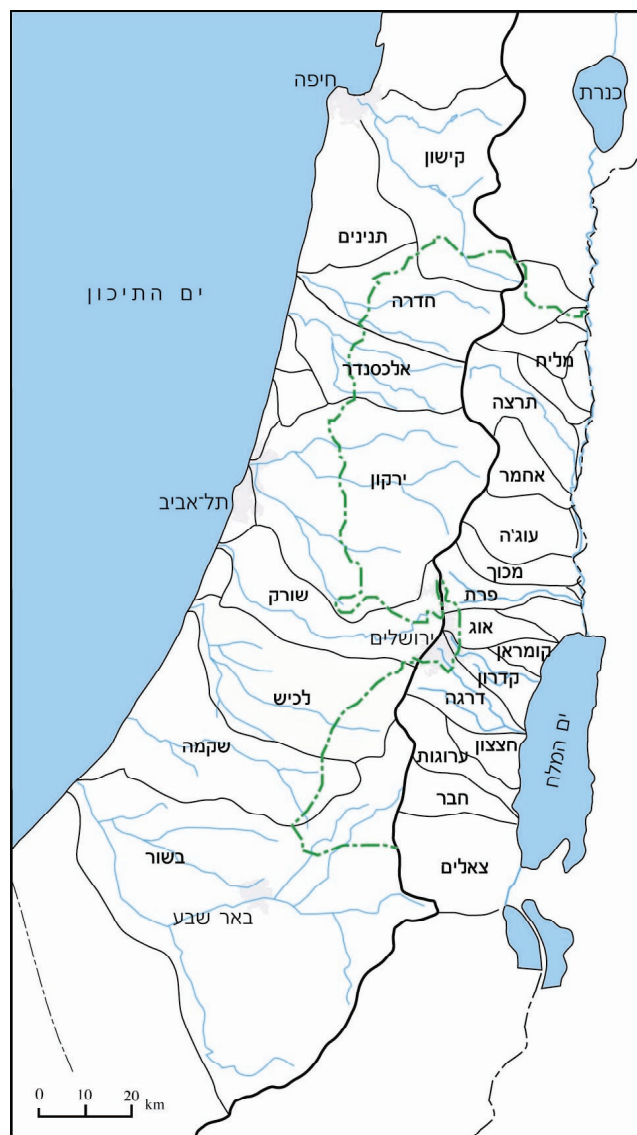 חיפה
כנרת
קישון
תנינים
ים התיכון
חדרה
מליח
אלכסנדר
תרצה
אחמר
ירקון
תל־אביב
עוג'ה
מכוך
פרת
שורק
אוג
ירושלים
קומראן
קדרון
דרגה
לכיש
חצצון
שקמה
ערוגות
ים המלח
חבר
בשור
צאלים
באר שבע
0 10 20
km